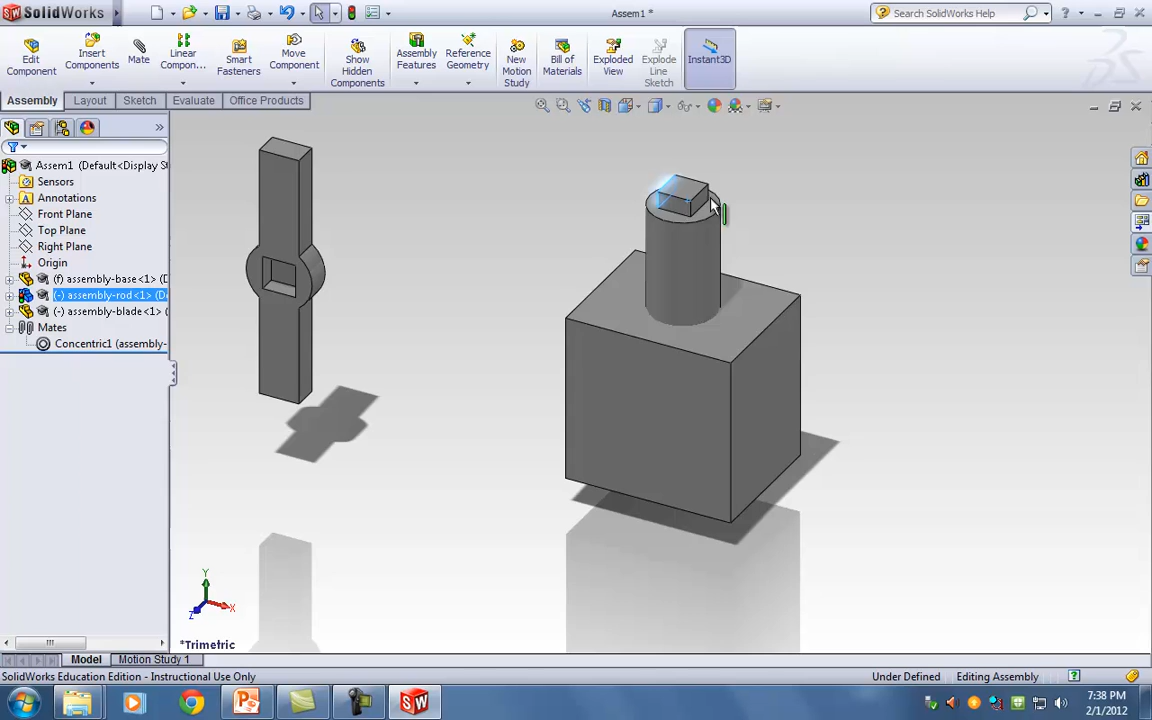 SolidWorks
Assem1 *
Search SolidWorks Help
Edit Component
Insert Components
Mate
Linear Compon...
Smart Fasteners
Move Component
Show Hidden Components
Assembly Features
Reference Geometry
New Motion Study
Bill of Materials
Exploded View
Explode Line Sketch
Instant3D
Assembly
Layout
Sketch
Evaluate
Office Products
Assem1 (Default<Display S
Sensors
Annotations
Front Plane
Top Plane
Right Plane
Origin
(f) assembly-base<1> (D
(-) assembly-rod<1> (De
(-) assembly-blade<1> (
Mates
Concentric1 (assembly-
Y
X
Z
*Trimetric
Model
Motion Study 1
SolidWorks Education Edition - Instructional Use Only
Under Defined
Editing Assembly
7:38 PM
2/1/2012